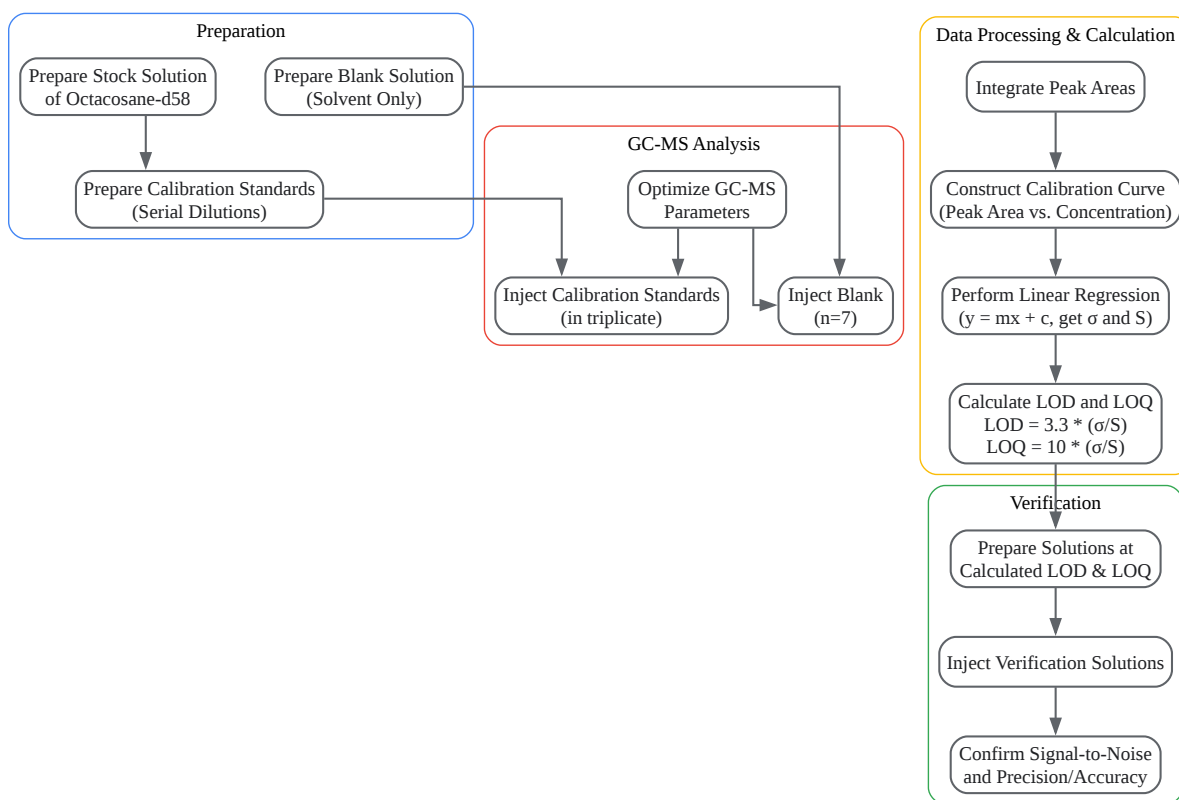 Preparation
Prepare Stock Solution
of Octacosane-d58
Prepare Blank Solution
(Solvent Only)
Prepare Calibration Standards
(Serial Dilutions)
GC-MS Analysis
Optimize GC-MS
Parameters
Inject Calibration Standards
(in triplicate)
Inject Blank
(n=7)
Data Processing & Calculation
Integrate Peak Areas
Construct Calibration Curve
(Peak Area vs. Concentration)
Perform Linear Regression
(y = mx + c, get σ and S)
Calculate LOD and LOQ
LOD = 3.3 * (σ/S)
LOQ = 10 * (σ/S)
Verification
Prepare Solutions at
Calculated LOD & LOQ
Inject Verification Solutions
Confirm Signal-to-Noise
and Precision/Accuracy